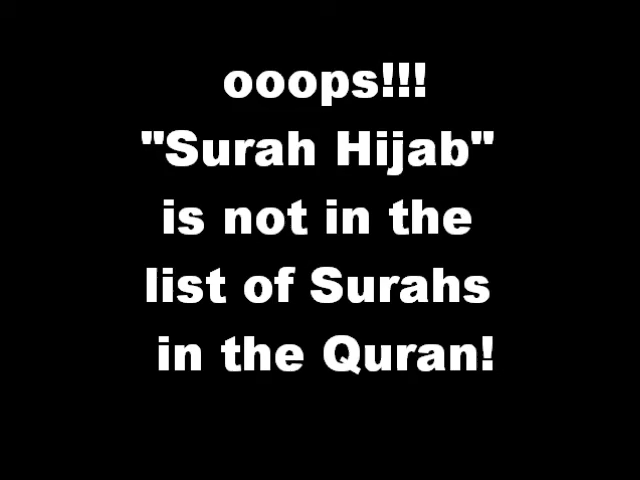 ooops!!!
"Surah Hijab"
is not in the
list of Surahs
in the Quran!